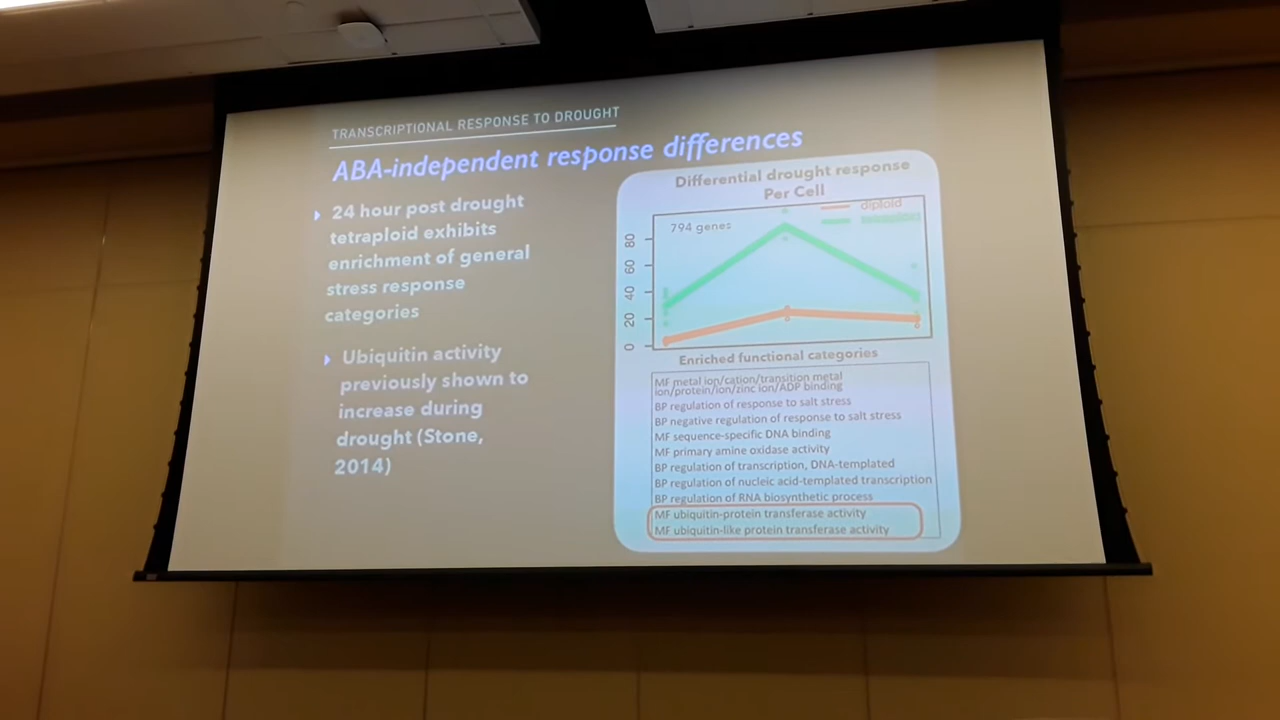 TRANSCRIPTIONAL RESPONSE TO DROUGHT
ABA-independent response differences
24 hour post drought
tetraploid exhibits
enrichment of general
stress response
categories
Ubiquitin activity
previously shown to
increase during
drought (Stone,
2014)
Differential drought response
Per Cell
diploid
794 genes
80
60
40
20
0
Enriched functional categories
MF metal ion/cation/transition metal
ion/protein/ion/zinc ion/ADP binding
BP regulation of response to salt stress
BP negative regulation of response to salt stress
MF sequence-specific DNA binding
MF primary amine oxidase activity
BP regulation of transcription, DNA-templated
BP regulation of nucleic acid-templated transcription
BP regulation of RNA biosynthetic process
MF ubiquitin-protein transferase activity
MF ubiquitin-like protein transferase activity